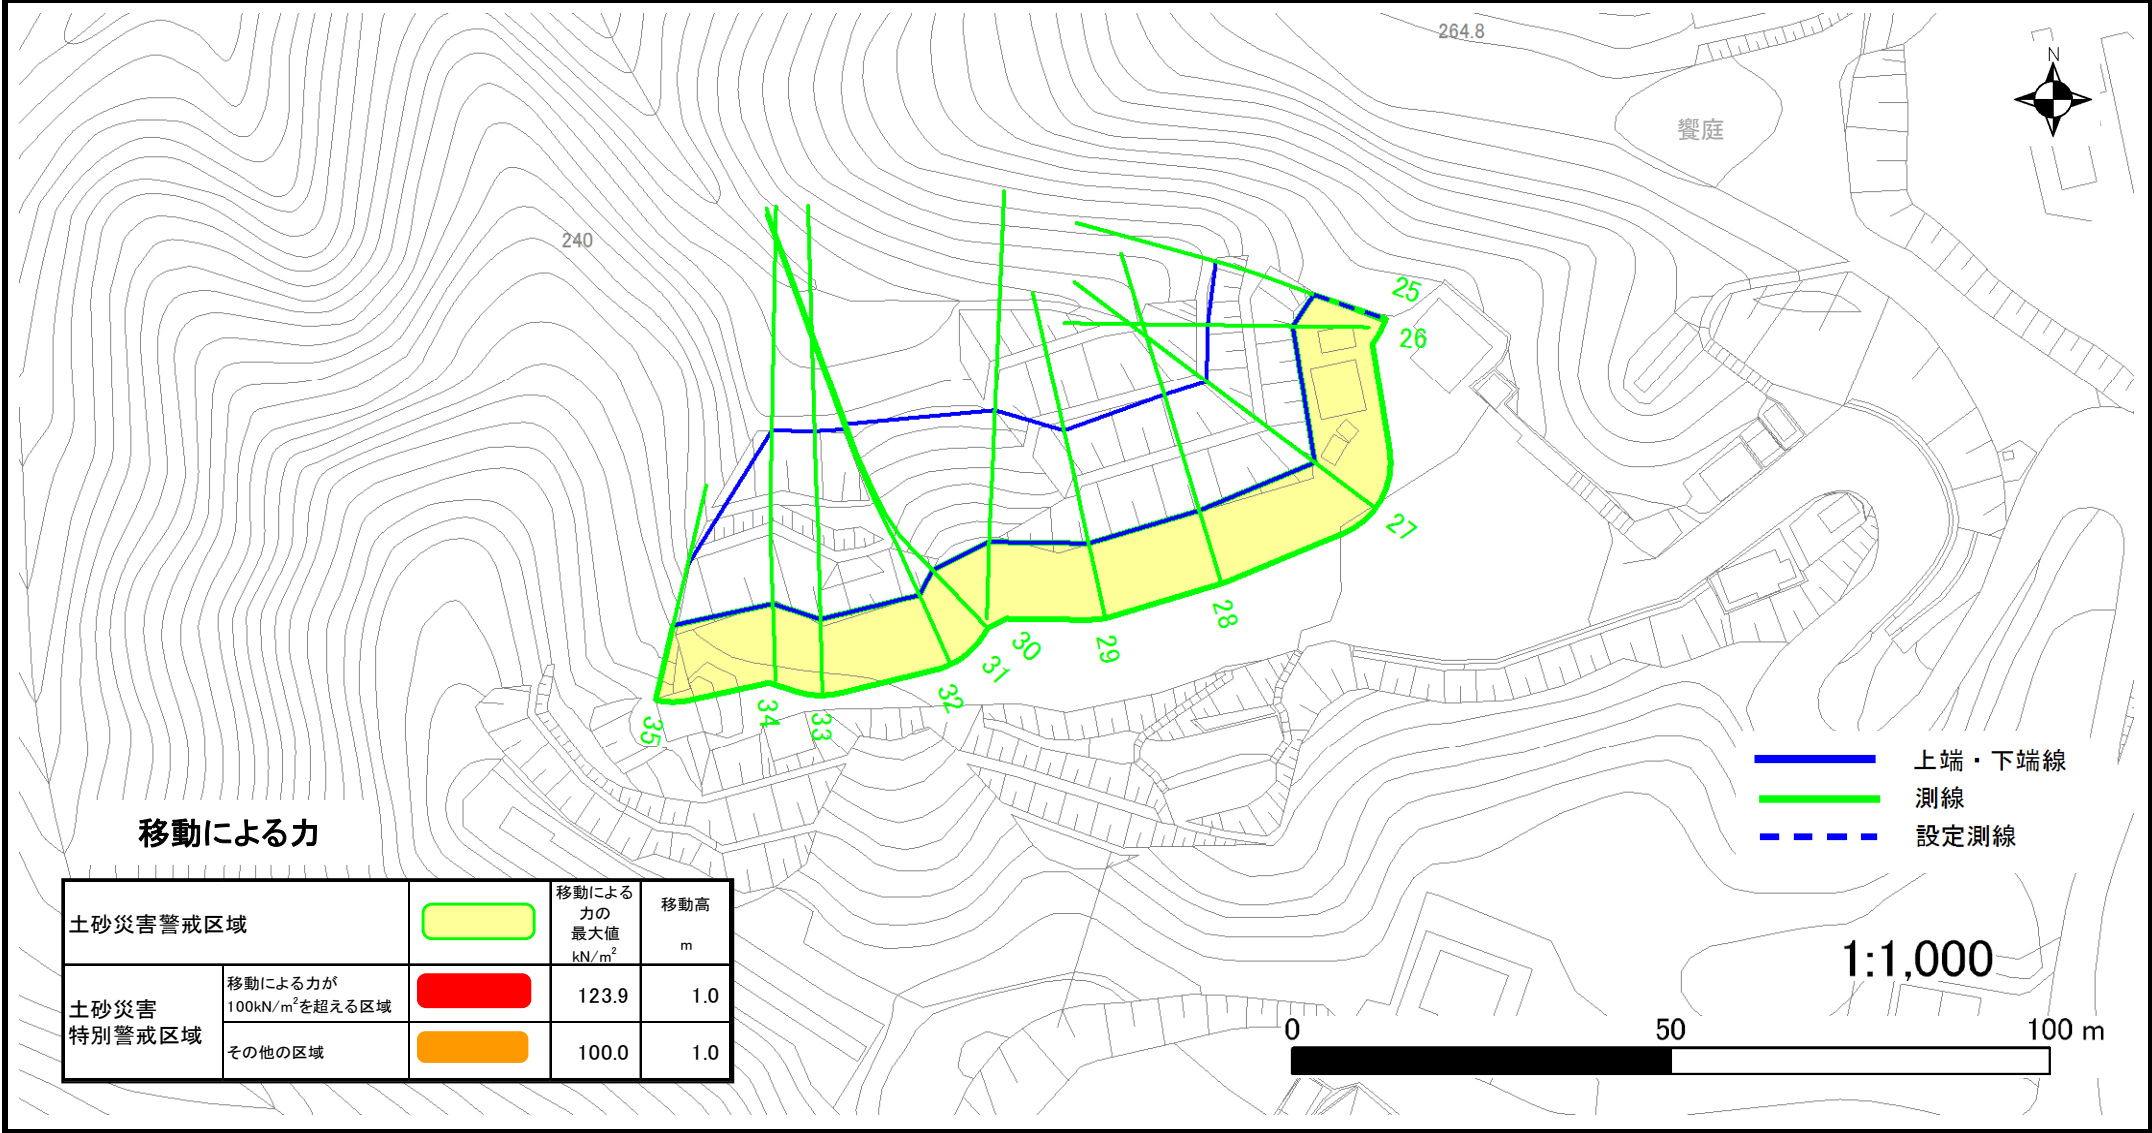 264.8
N
饗庭
240
25
26
27
28
29
30
31
32
33
34
35
上端・下端線
測線
設定測線
移動による力
土砂災害警戒区域
移動による
力の
最大値
kN/m²
移動高
m
土砂災害
特別警戒区域
移動による力が
100kN/m²を超える区域
123.9
1.0
その他の区域
100.0
1.0
1:1,000
0
50
100 m